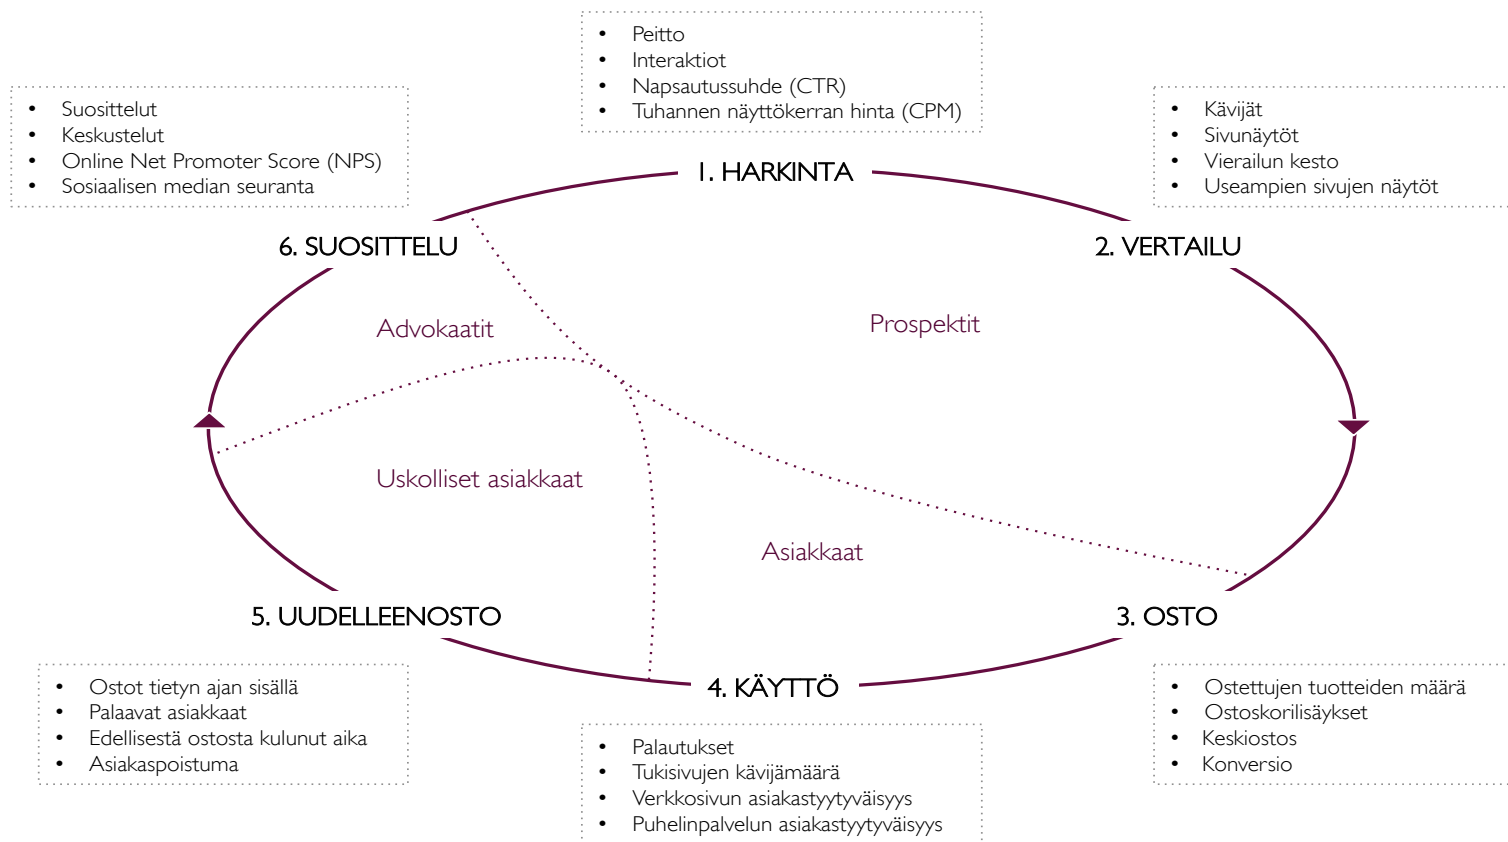 • Peitto
• Interaktiot
• Napsautussuhde (CTR)
• Tuhannen näyttökerran hinta (CPM)
1. HARKINTA
• Kävijät
• Sivunäytöt
• Vierailun kesto
• Useampien sivujen näytöt
2. VERTAILU
Prospektit
3. OSTO
• Ostettujen tuotteiden määrä
• Ostoskorilisäykset
• Keskiostos
• Konversio
Asiakkaat
4. KÄYTTÖ
• Palautukset
• Tukisivujen kävijämäärä
• Verkkosivun asiakastyytyväisyys
• Puhelinpalvelun asiakastyytyväisyys
Uskolliset asiakkaat
5. UUDELLEENOSTO
• Ostot tietyn ajan sisällä
• Palaavat asiakkaat
• Edellisestä ostosta kulunut aika
• Asiakaspoistuma
Advokaatit
6. SUOSITTELU
• Suosittelut
• Keskustelut
• Online Net Promoter Score (NPS)
• Sosiaalisen median seuranta